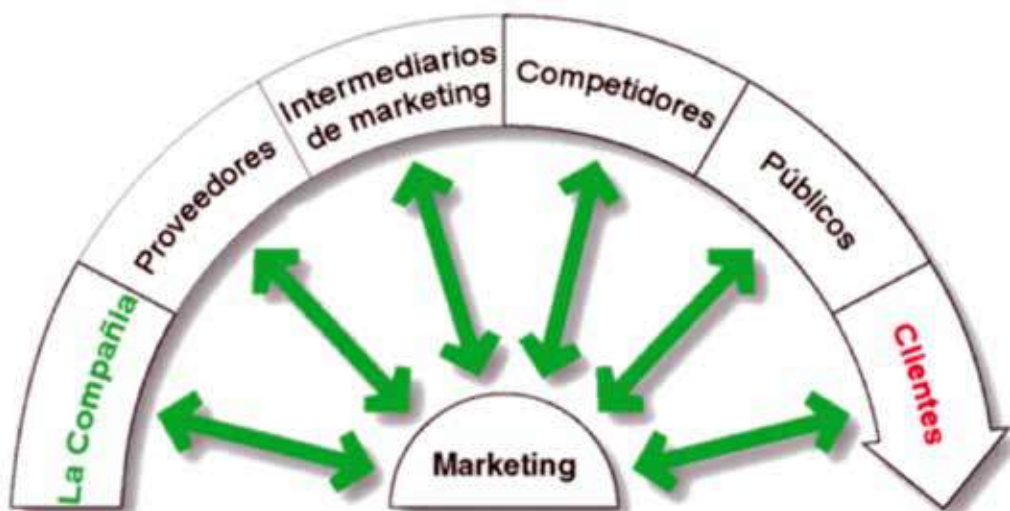 La Compañía
Proveedores
Intermediarios
de marketing
Competidores
Públicos
Clientes
Marketing